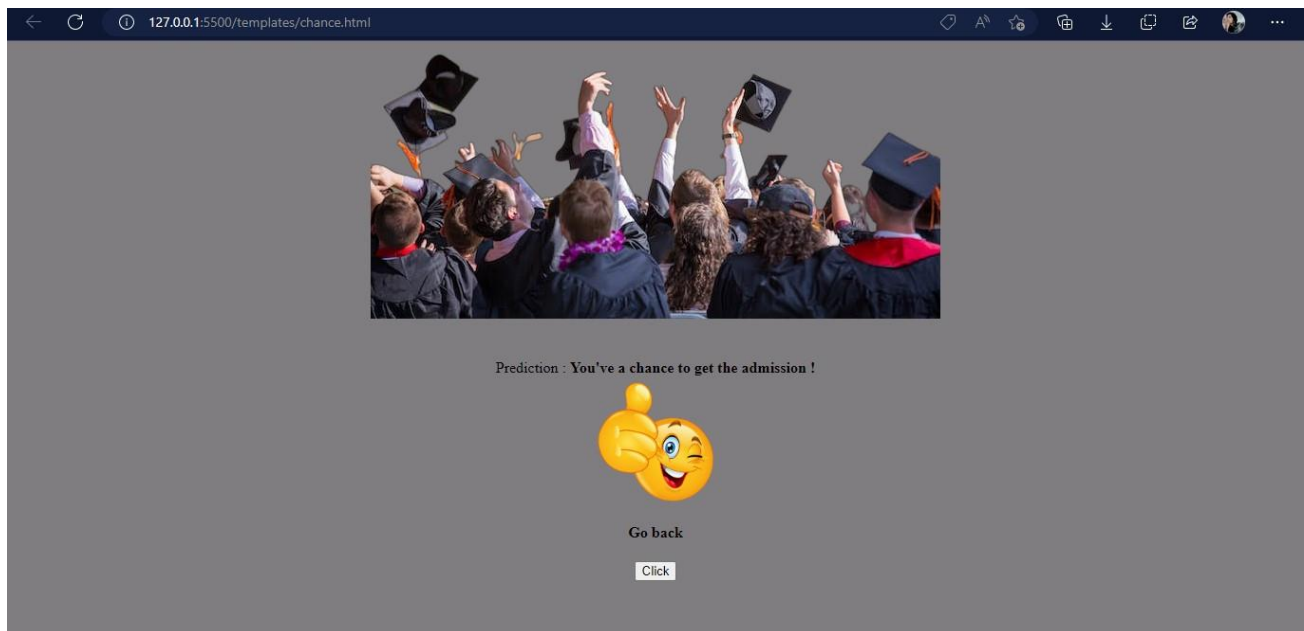 127.0.0.1:5500/templates/chance.html
Prediction : You've a chance to get the admission !
Go back
Click